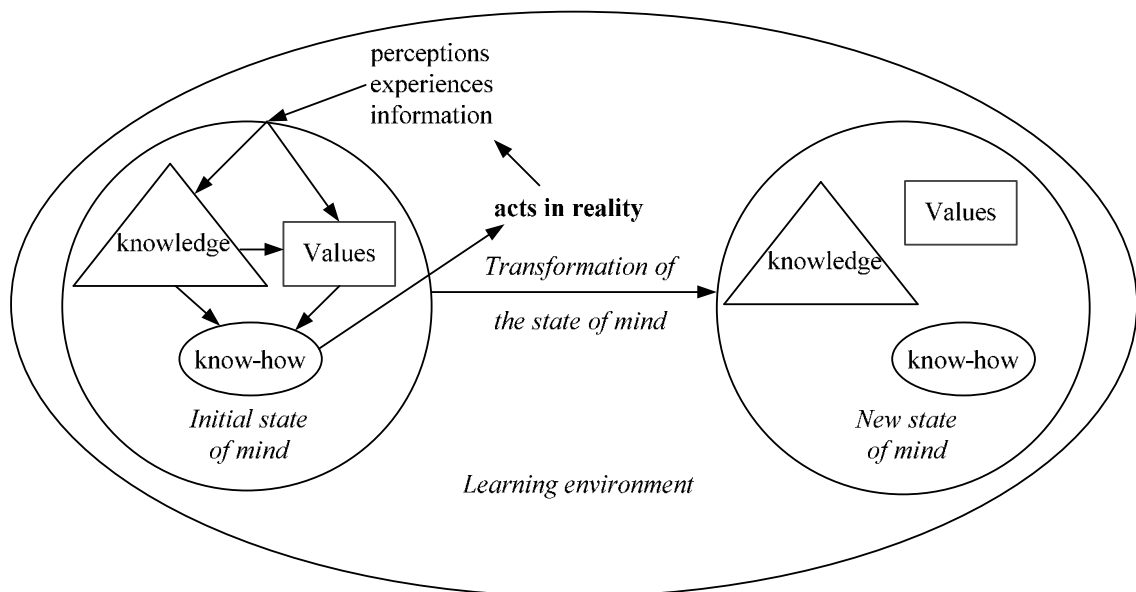 perceptions
experiences
information
acts in reality
knowledge
Values
know-how
Initial state
of mind
Transformation of
the state of mind
Values
knowledge
know-how
New state
of mind
Learning environment